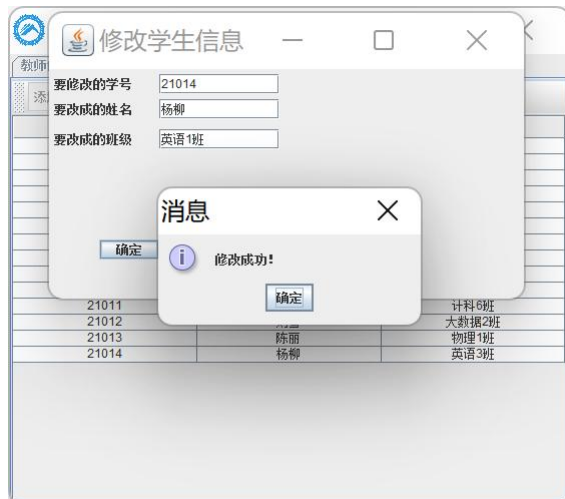 修改学生信息
教师
添
要修改的学号 21014
要改成的姓名 杨柳
要改成的班级 英语1班
消息
确定
修改成功!
确定
21011 计科6班
21012 大数据2班
21013 陈丽 物理1班
21014 杨柳 英语3班